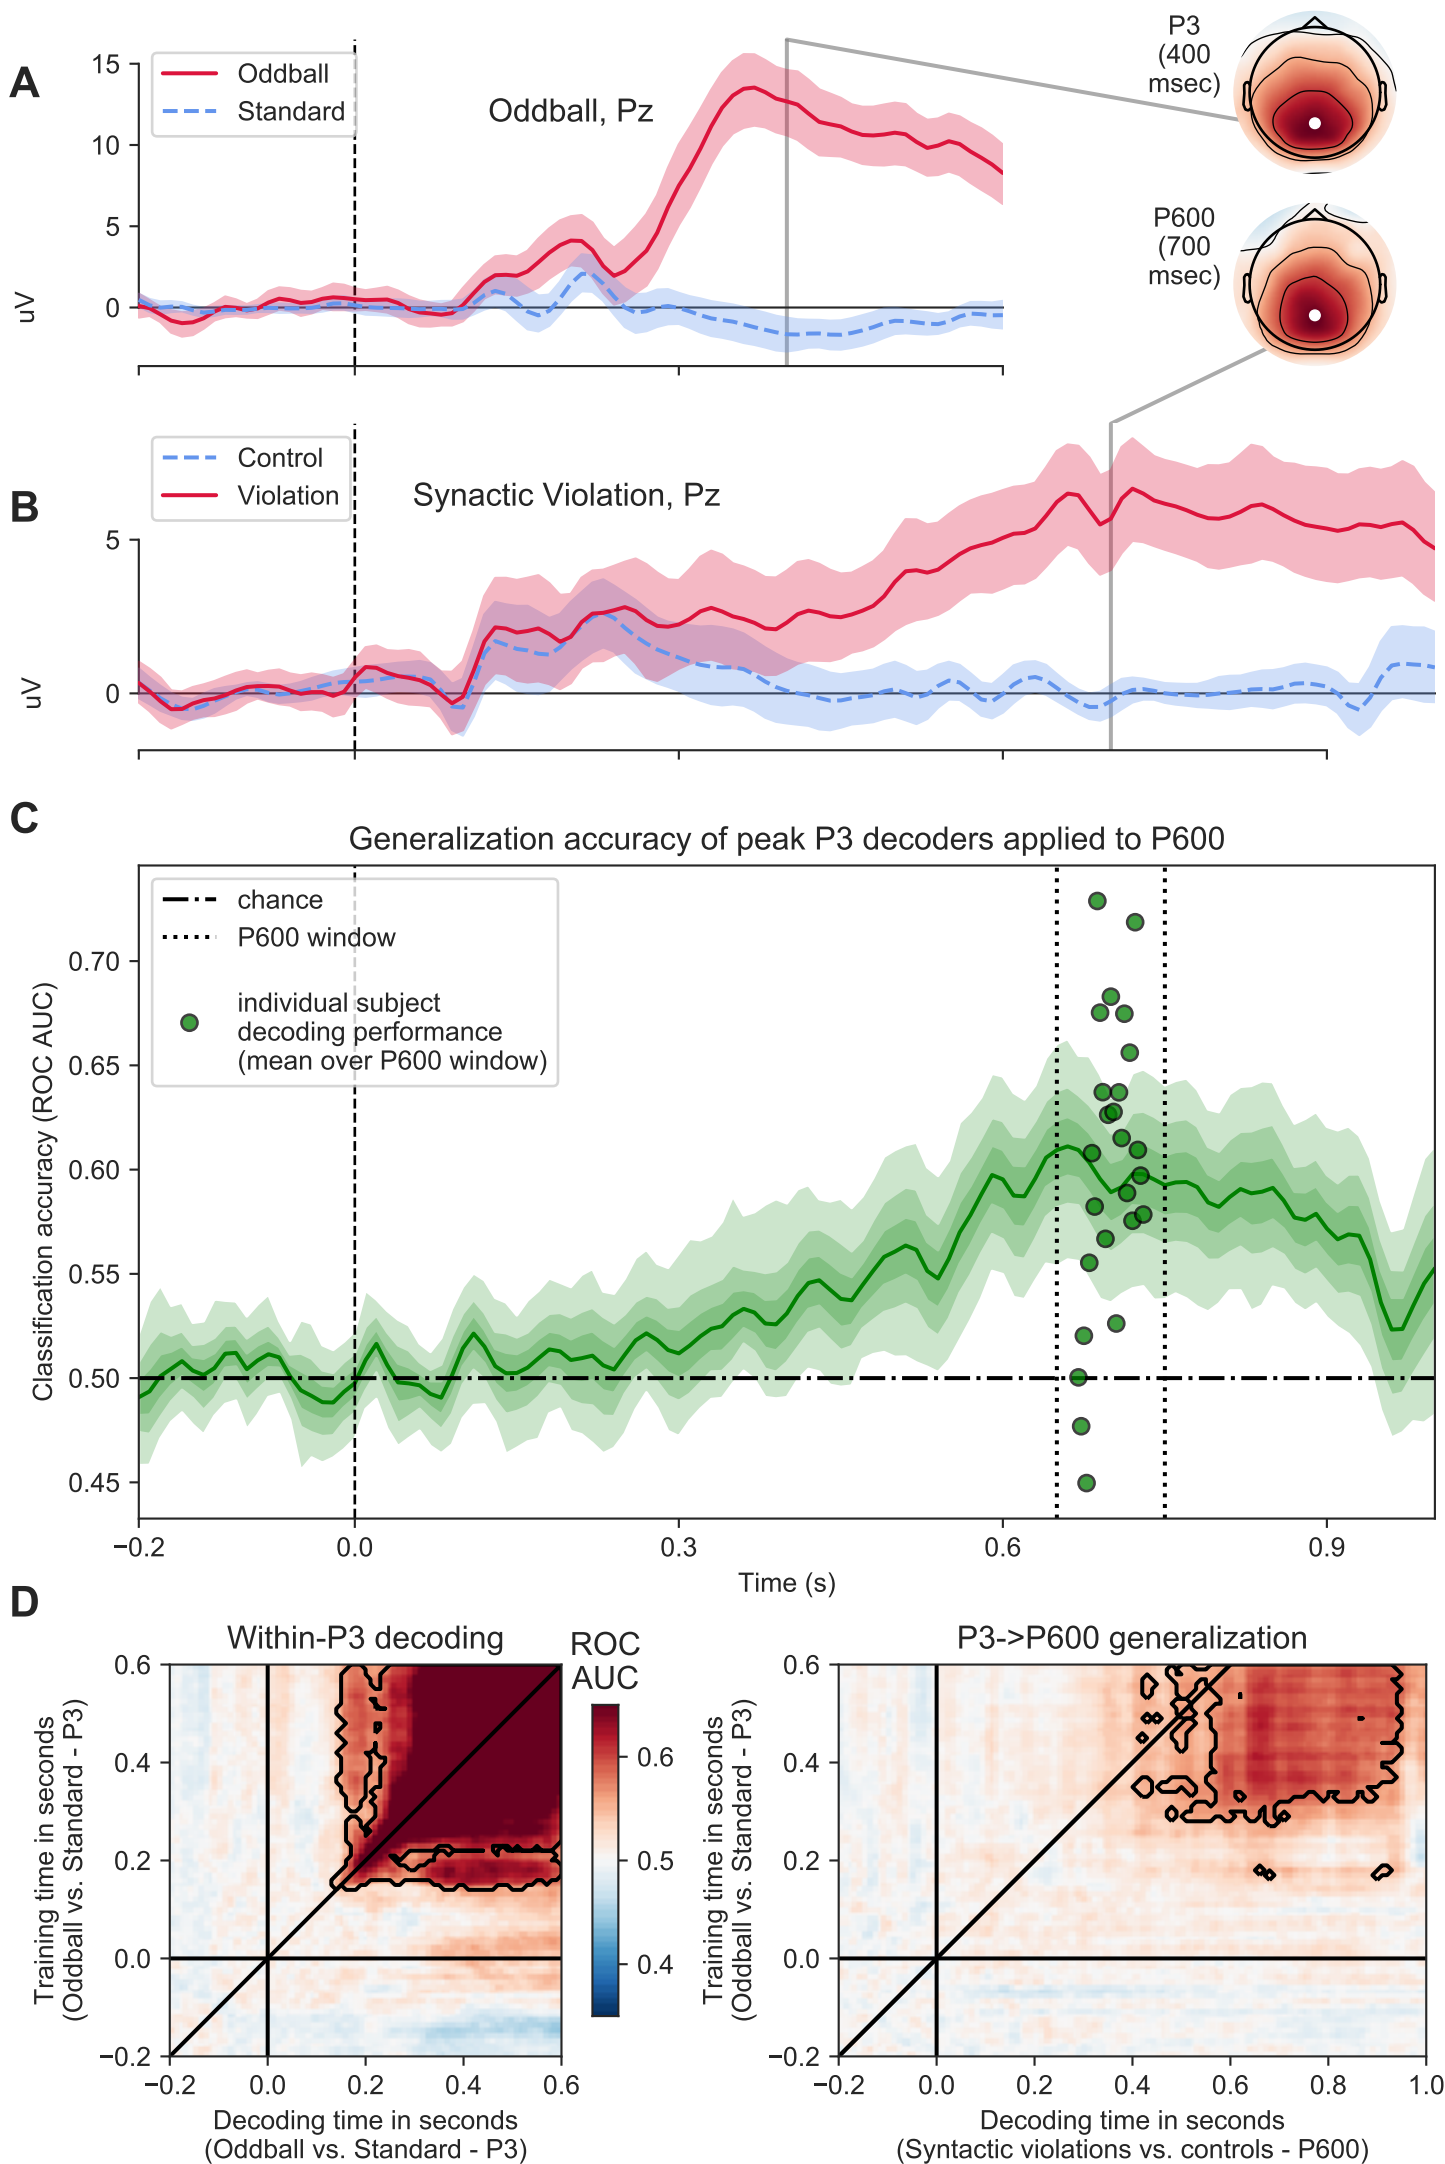 A
Oddball
Standard
Oddball, Pz
15
10
5
0
uV
P3
(400
msec)
P600
(700
msec)
B
Control
Violation
Synactic Violation, Pz
5
0
uV
C
Generalization accuracy of peak P3 decoders applied to P600
chance
P600 window
individual subject
decoding performance
(mean over P600 window)
Classification accuracy (ROC AUC)
0.70
0.65
0.60
0.55
0.50
0.45
−0.2 0.0 0.3 0.6 0.9
Time (s)
D
Within-P3 decoding
Training time in seconds
(Oddball vs. Standard - P3)
0.6
0.4
0.2
0.0
−0.2
−0.2 0.0 0.2 0.4 0.6
Decoding time in seconds
(Oddball vs. Standard - P3)
ROC
AUC
0.6
0.5
0.4
P3->P600 generalization
Training time in seconds
(Oddball vs. Standard - P3)
0.6
0.4
0.2
0.0
−0.2
−0.2 0.0 0.2 0.4 0.6 0.8 1.0
Decoding time in seconds
(Syntactic violations vs. controls - P600)